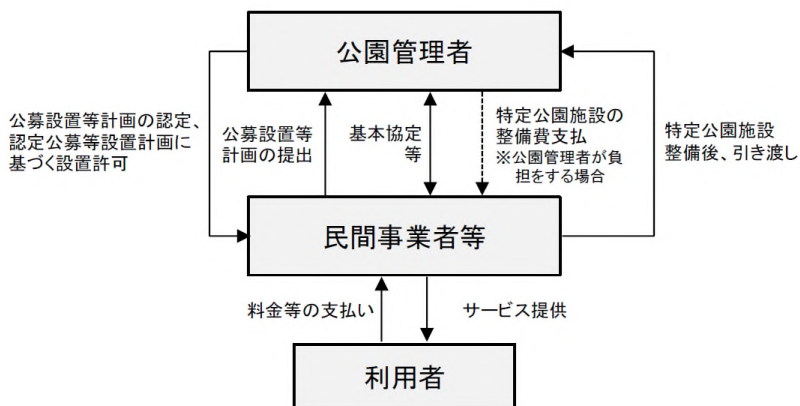 公園管理者
公募設置等計画の認定、
認定公募等設置計画に
基づく設置許可
公募設置等
計画の提出
基本協定
等
特定公園施設の
整備費支払
※公園管理者が負
担をする場合
特定公園施設
整備後、引き渡し
民間事業者等
料金等の支払い
サービス提供
利用者